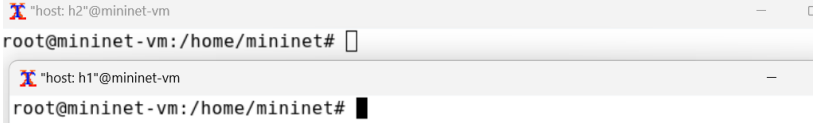 "host: h2"@mininet-vm
root@mininet-vm:/home/mininet#
"host: h1"@mininet-vm
root@mininet-vm:/home/mininet#